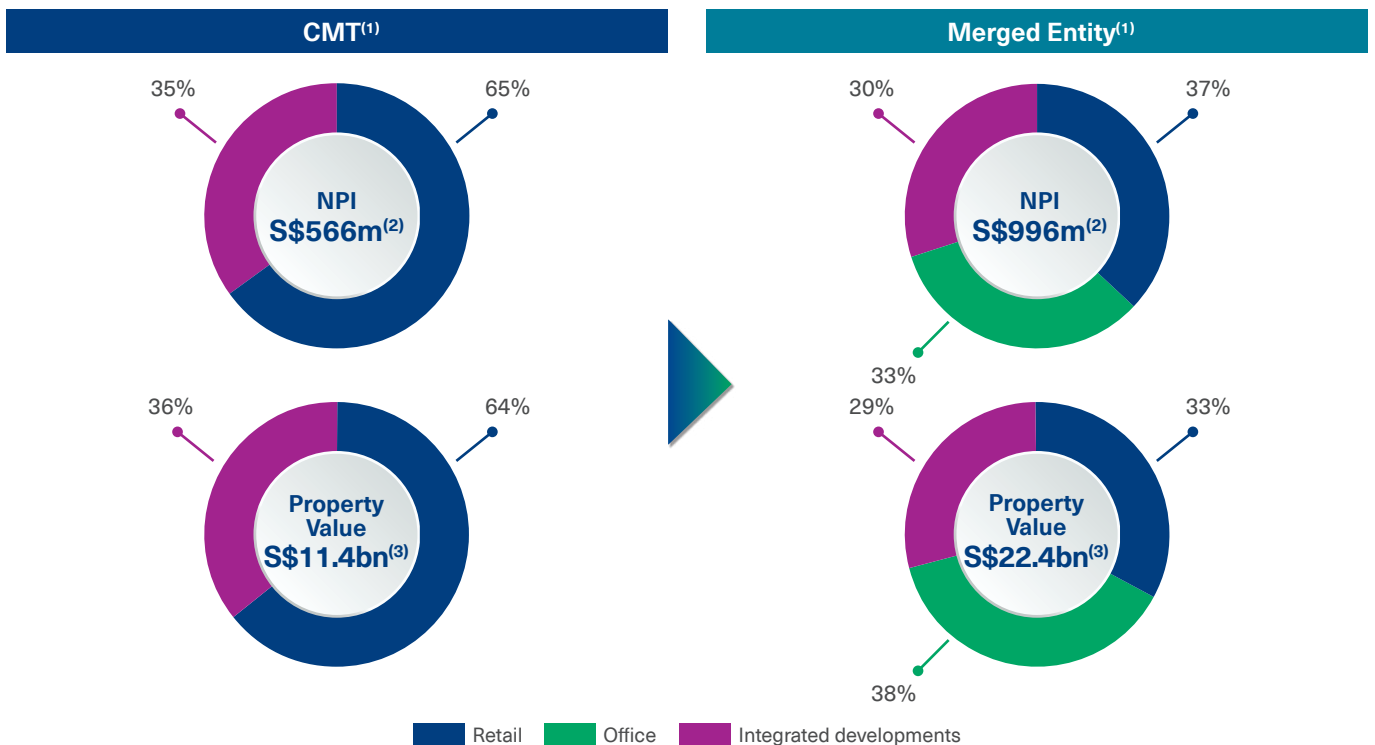 CMT(1)
Merged Entity(1)
35%
65%
NPI
S$566m(2)
30%
37%
NPI
S$996m(2)
33%
36%
64%
Property
Value
S$11.4bn(3)
29%
33%
Property
Value
S$22.4bn(3)
38%
Retail
Office
Integrated developments